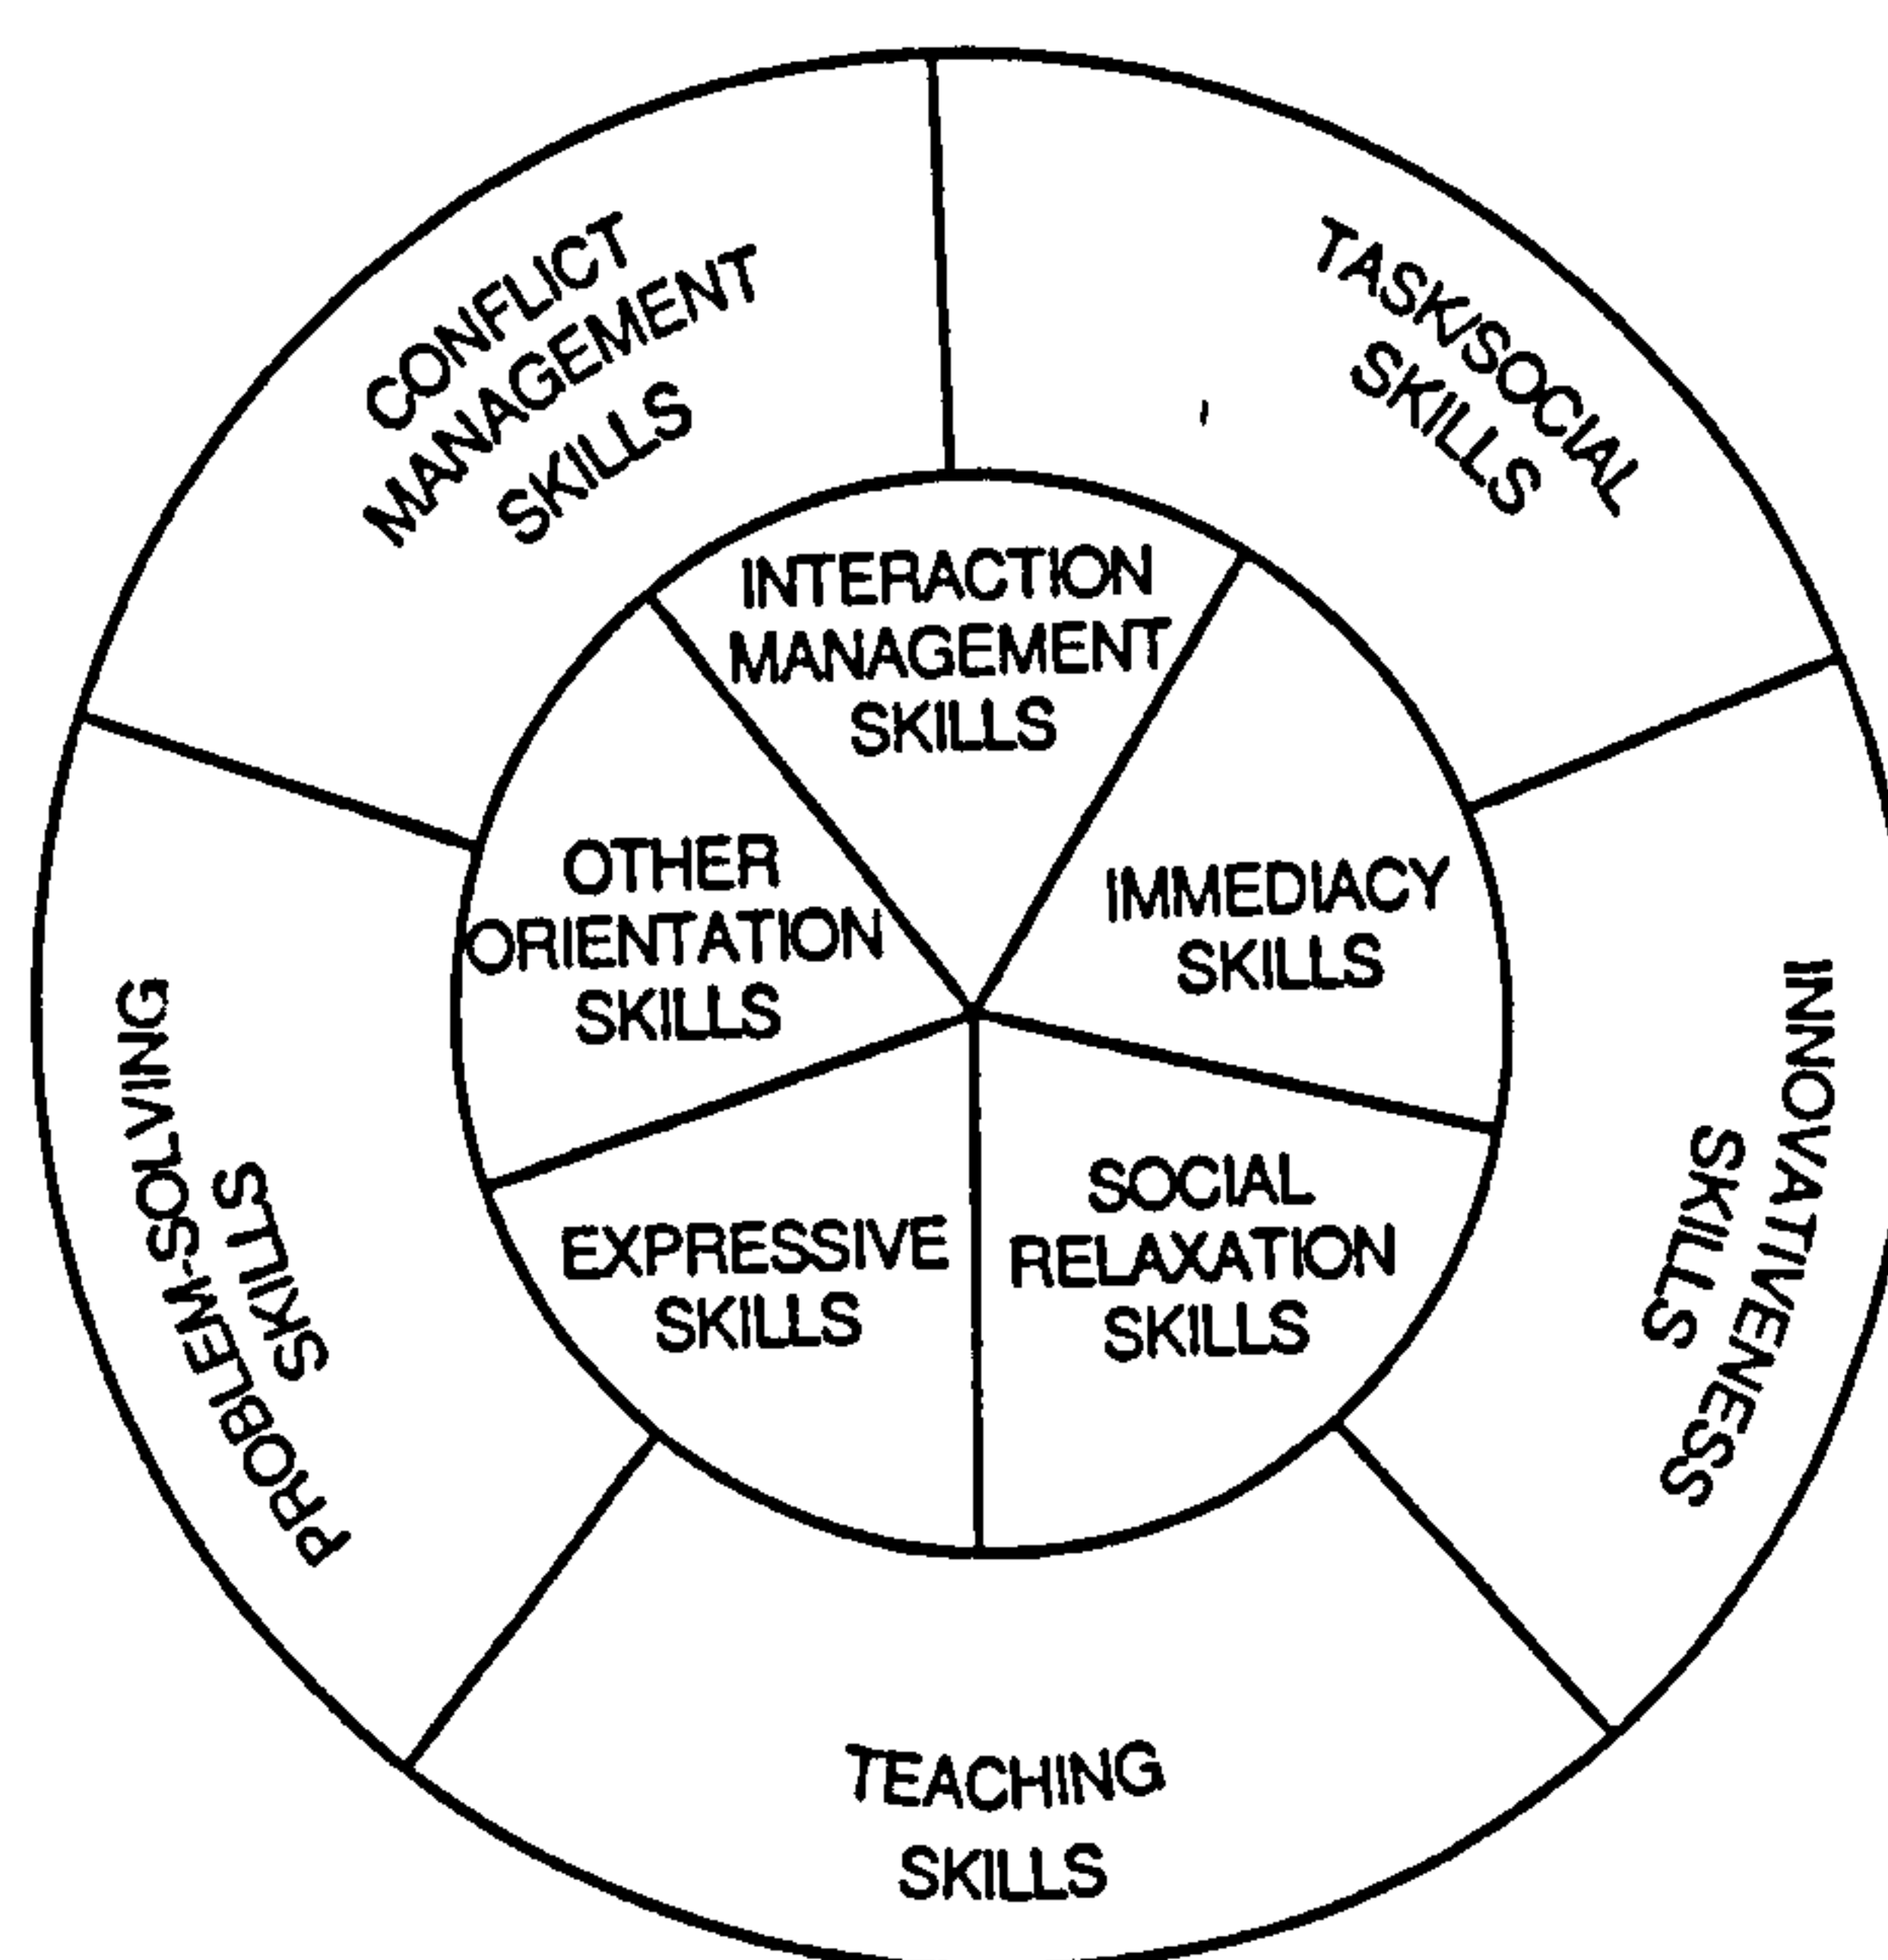 CONFLICT
MANAGEMENT
SKILLS
TASK/SOCIAL
SKILLS
INTERACTION
MANAGEMENT
SKILLS
OTHER
ORIENTATION
SKILLS
IMMEDIACY
SKILLS
EXPRESSIVE
SKILLS
SOCIAL
RELAXATION
SKILLS
PROBLEM-SOLVING
SKILLS
INNOVATIVENESS
SKILLS
TEACHING
SKILLS